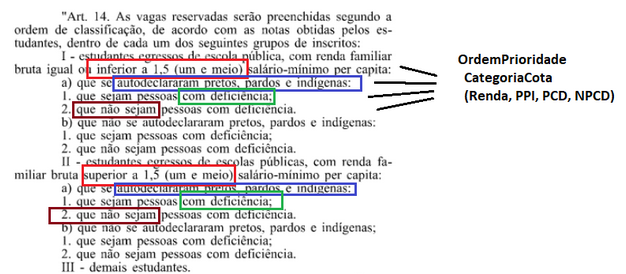 "Art. 14. As vagas reservadas serão preenchidas segundo a
ordem de classificação, de acordo com as notas obtidas pelos es-
tudantes, dentro de cada um dos seguintes grupos de inscritos:
I - estudantes egressos de escola pública, com renda familiar
bruta igual ou inferior a 1,5 (um e meio) salário-mínimo per capita:
a) que se autodeclararam pretos, pardos e indígenas:
1. que sejam pessoas com deficiência;
2. que não sejam pessoas com deficiência.
b) que não se autodeclararam pretos, pardos e indígenas:
1. que sejam pessoas com deficiência;
2. que não sejam pessoas com deficiência.
II - estudantes egressos de escolas públicas, com renda fa-
miliar bruta superior a 1,5 (um e meio) salário-mínimo per capita:
a) que se autodeclararam pretos, pardos e indígenas:
1. que sejam pessoas com deficiência;
2. que não sejam pessoas com deficiência.
b) que não se autodeclararam pretos, pardos e indígenas;
1. que sejam pessoas com deficiência;
2. que não sejam pessoas com deficiência.
III - demais estudantes.
OrdemPrioridade
CategoriaCota
(Renda, PPI, PCD, NPCD)